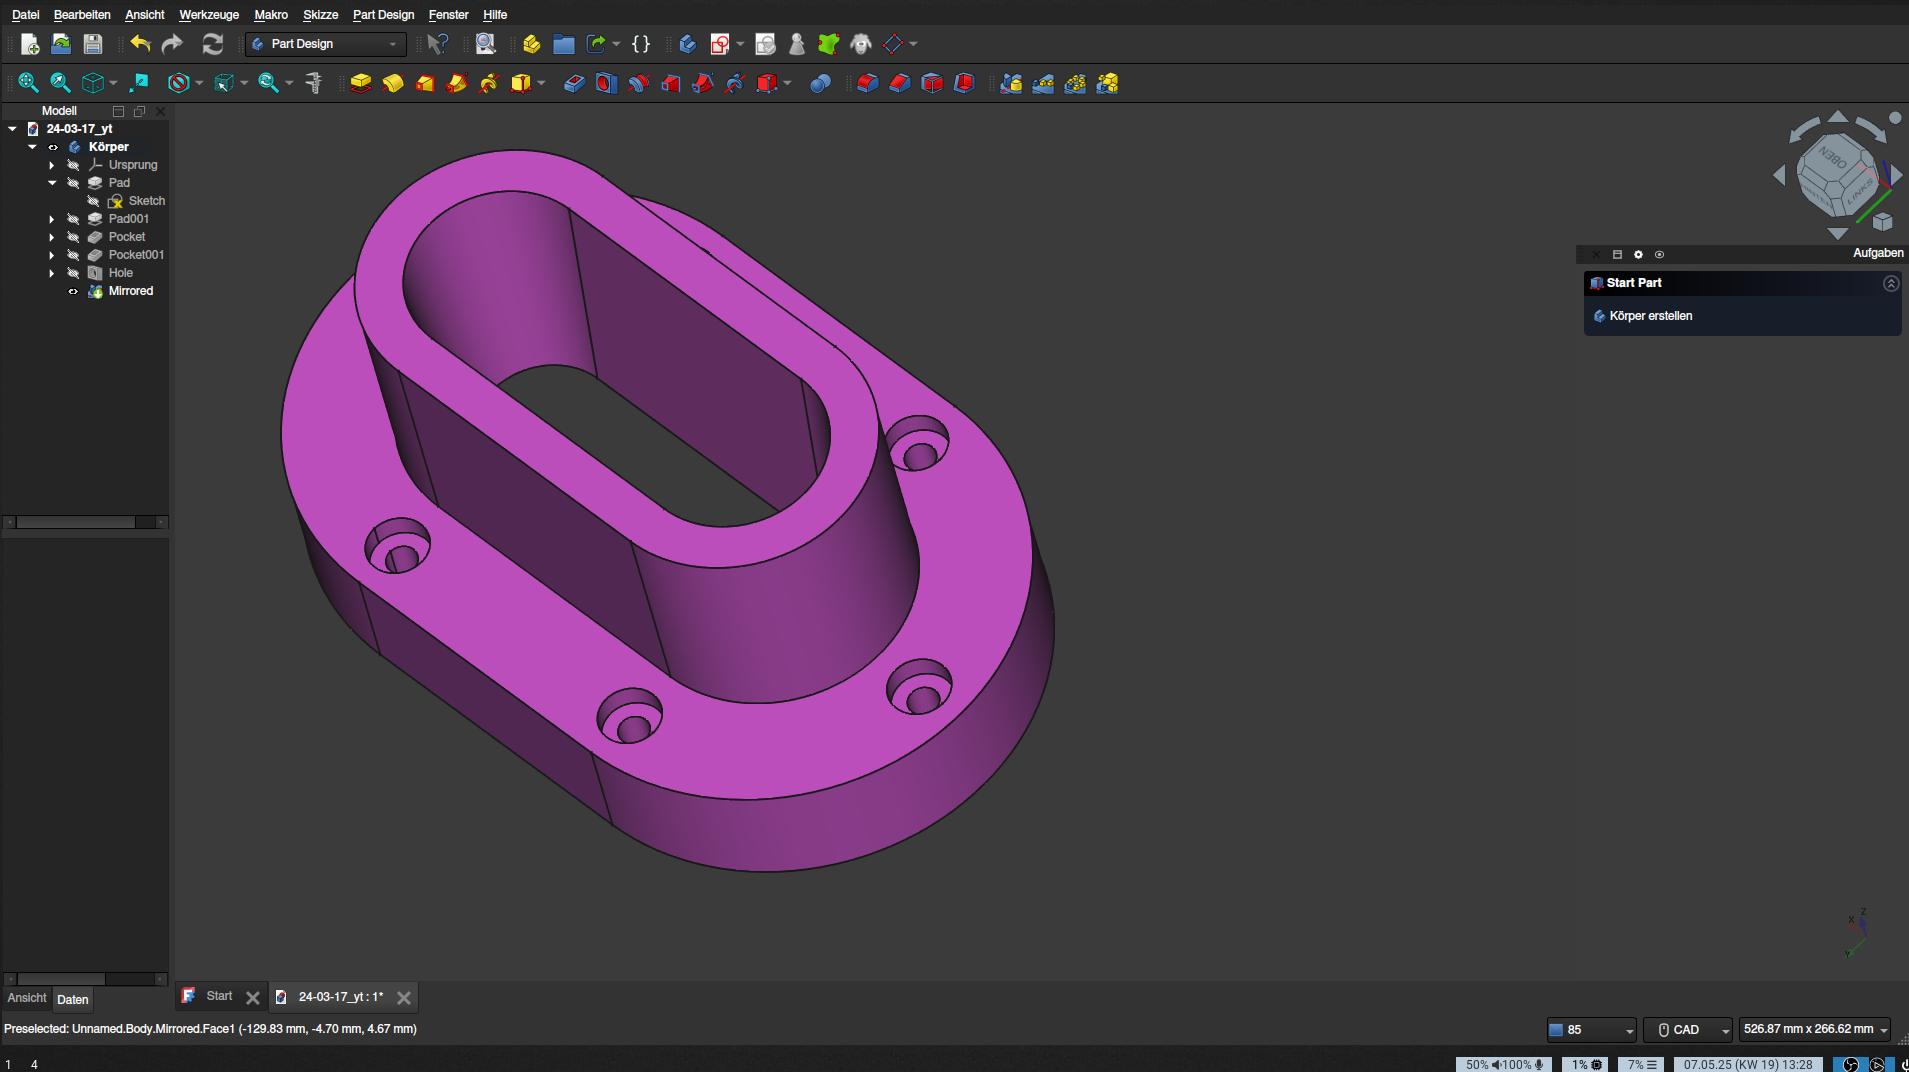 Datei Bearbeiten Ansicht Werkzeuge Makro Skizze Part Design Fenster Hilfe
Part Design
Modell
24-03-17_yt
Körper
Ursprung
Pad
Sketch
Pad001
Pocket
Pocket001
Hole
Mirrored
OBEN
LINKS
Aufgaben
Start Part
Körper erstellen
Z
X
Y
Ansicht Daten
Start
24-03-17_yt : 1*
Preselected: Unnamed.Body.Mirrored.Face1 (-129.83 mm, -4.70 mm, 4.67 mm)
85
CAD
526.87 mm x 266.62 mm
1 4
50% 100% 1% 7% 07.05.25 (KW 19) 13:28